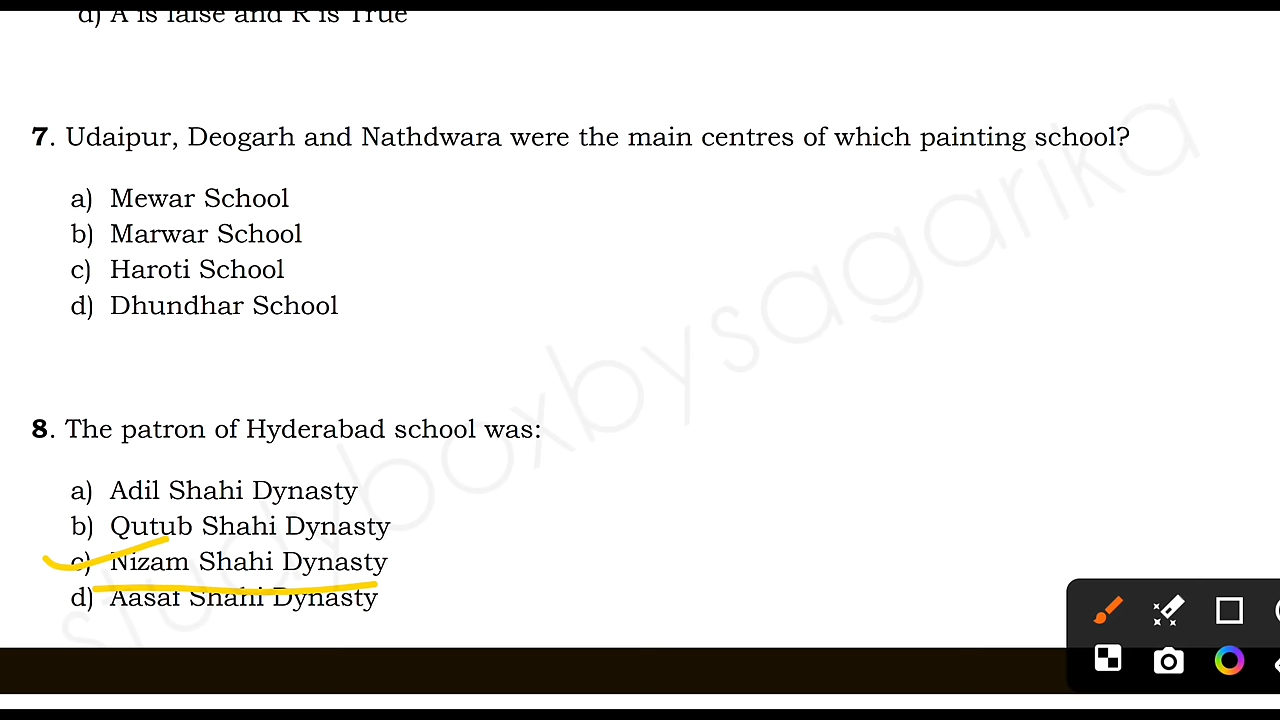 d) A is false and R is True
7. Udaipur, Deogarh and Nathdwara were the main centres of which painting school?
a) Mewar School
b) Marwar School
c) Haroti School
d) Dhundhar School
8. The patron of Hyderabad school was:
a) Adil Shahi Dynasty
b) Qutub Shahi Dynasty
c) Nizam Shahi Dynasty
d) Aasaf Shahi Dynasty
studyboxbysagarika